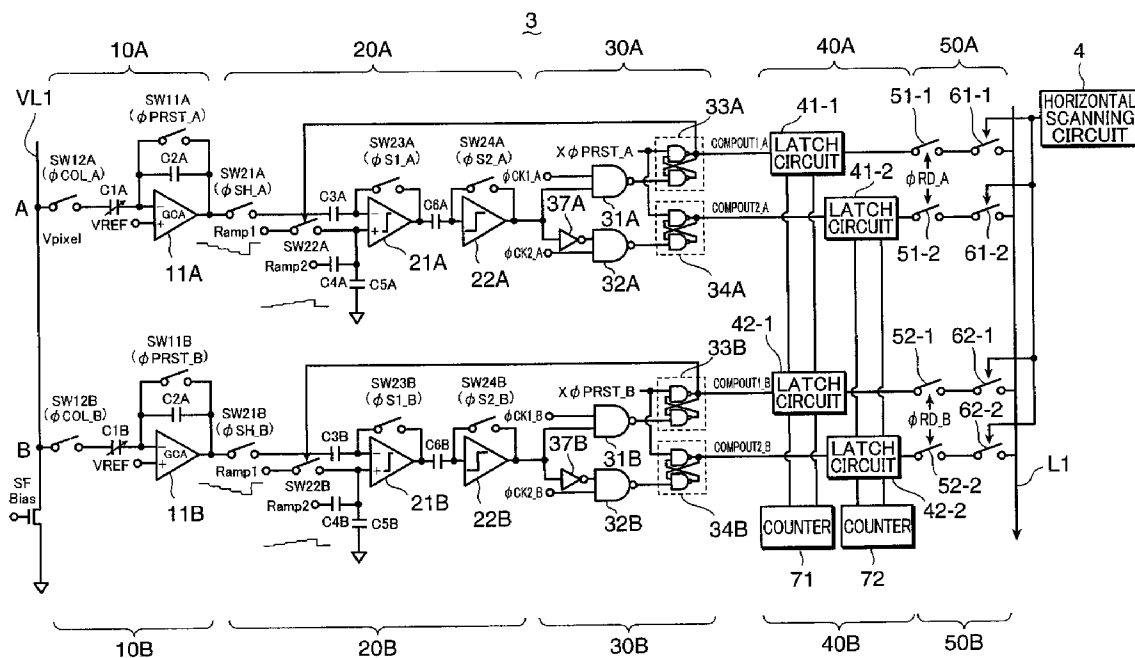 3
10A
20A
30A
40A
50A
4
VL1
SW11A
(φPRST_A)
33A
41-1
51-1
61-1
HORIZONTAL
SCANNING
CIRCUIT
SW12A
(φCOL_A)
C2A
SW21A
(φSH_A)
SW23A
(φS1_A)
SW24A
(φS2_A)
XφPRST_A
COMPOUT1_A
LATCH
CIRCUIT
A
C1A
GCA
C3A
C6A
φCK1_A
37A
31A
41-2
φRD_A
VREF
Vpixel
Ramp1
SW22A
COMPOUT2_A
LATCH
CIRCUIT
11A
Ramp2
C4A
C5A
21A
22A
φCK2_A
32A
34A
51-2
61-2
SW11B
(φPRST_B)
33B
42-1
52-1
62-1
SW12B
(φCOL_B)
C2A
SW21B
(φSH_B)
SW23B
(φS1_B)
SW24B
(φS2_B)
XφPRST_B
COMPOUT1_B
LATCH
CIRCUIT
φRD_B
62-2
B
C1B
GCA
C3B
C6B
φCK1_B
37B
31B
VREF
Ramp1
SW22B
COMPOUT2_B
LATCH
CIRCUIT
L1
SF
Bias
11B
Ramp2
C4B
C5B
21B
22B
φCK2_B
32B
34B
42-2
52-2
COUNTER
COUNTER
71
72
10B
20B
30B
40B
50B